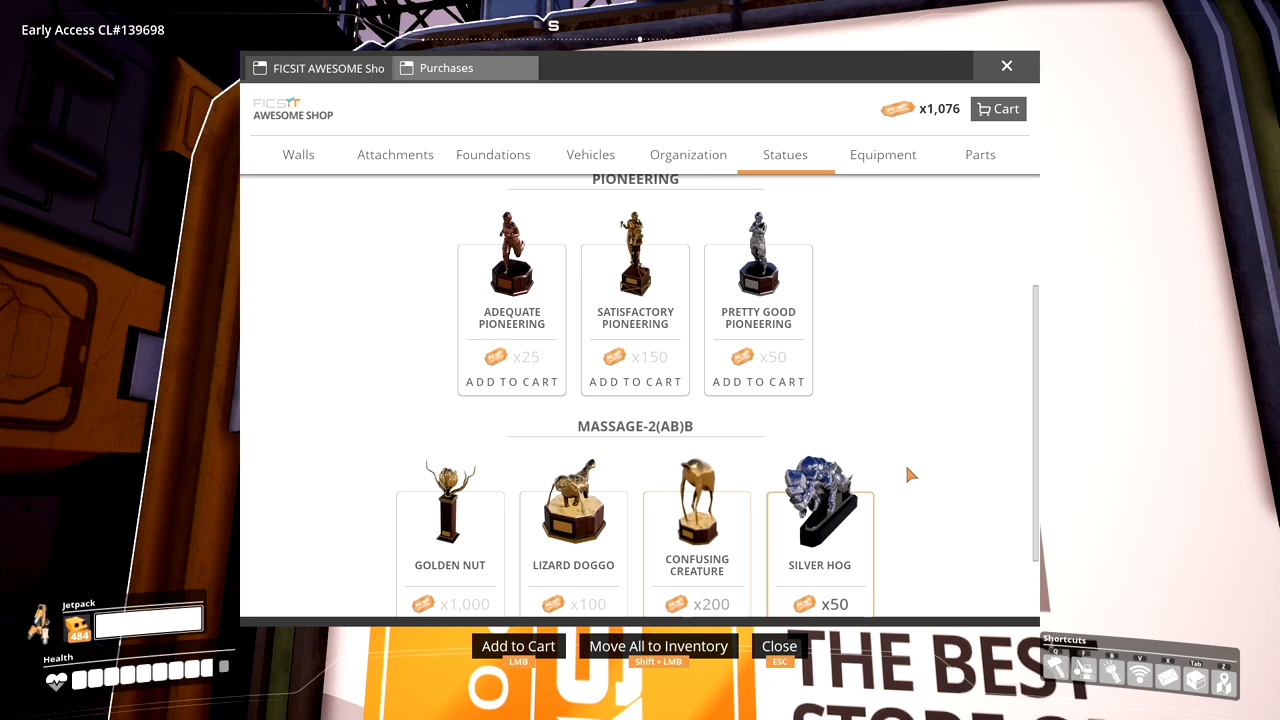 Early Access CL#139698
S
FICSIT AWESOME Sho
Purchases
FICSIT
AWESOME SHOP
x1,076
Cart
Walls
Attachments
Foundations
Vehicles
Organization
Statues
Equipment
Parts
PIONEERING
ADEQUATE
PIONEERING
x25
ADD TO CART
SATISFACTORY
PIONEERING
x150
ADD TO CART
PRETTY GOOD
PIONEERING
x50
ADD TO CART
MASSAGE-2(AB)B
GOLDEN NUT
x1,000
LIZARD DOGGO
x100
CONFUSING
CREATURE
x200
SILVER HOG
x50
Jetpack
484
Health
Add to Cart
LMB
Move All to Inventory
Shift + LMB
Close
ESC
THE BEST
STORE OF
Shortcuts
Q
F
B
V
X
Tab
Z